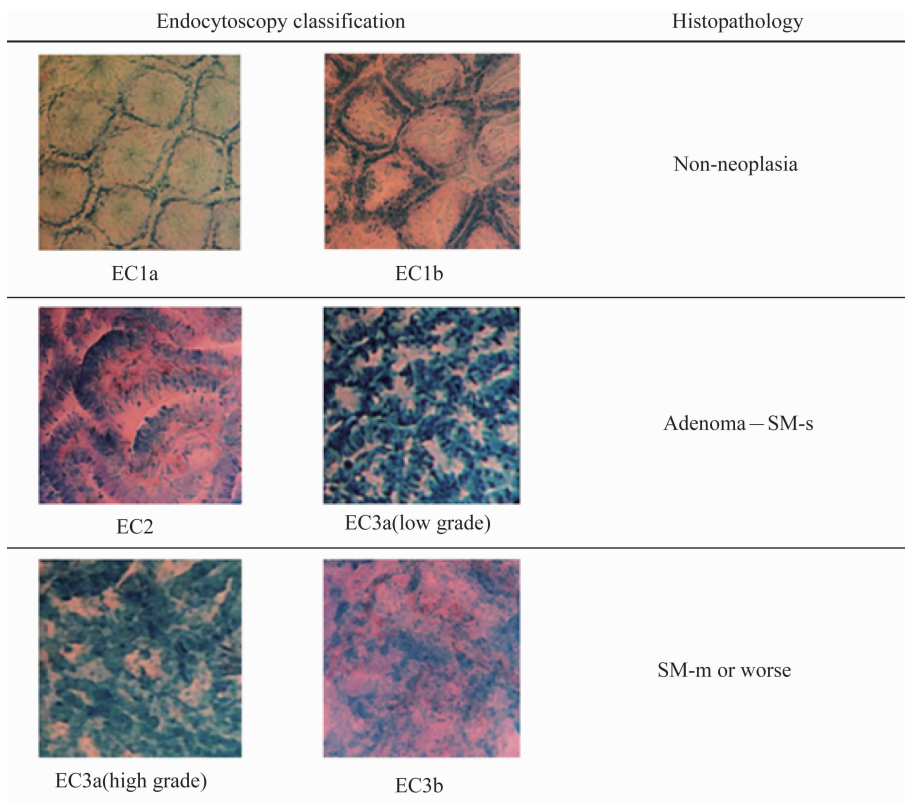 Endocytoscopy classification Histopathology
EC1a EC1b Non-neoplasia
EC2 EC3a(low grade) Adenoma—SM-s
EC3a(high grade) EC3b SM-m or worse